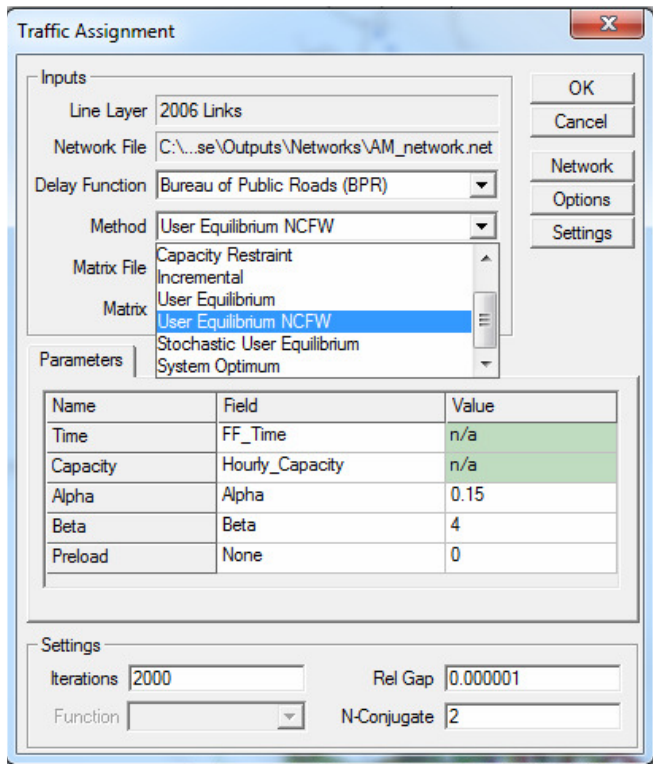 Traffic Assignment
Inputs
OK
Line Layer 2006 Links
Cancel
Network File C:\...se\Outputs\Networks\AM_network.net
Network
Delay Function Bureau of Public Roads (BPR)
Options
Method User Equilibrium NCFW
Settings
Capacity Restraint
Matrix File
Incremental
User Equilibrium
Matrix
User Equilibrium NCFW
Stochastic User Equilibrium
System Optimum
Parameters
Name Field Value
Time FF_Time n/a
Capacity Hourly_Capacity n/a
Alpha Alpha 0.15
Beta Beta 4
Preload None 0
Settings
Iterations 2000 Rel Gap 0.000001
Function N-Conjugate 2